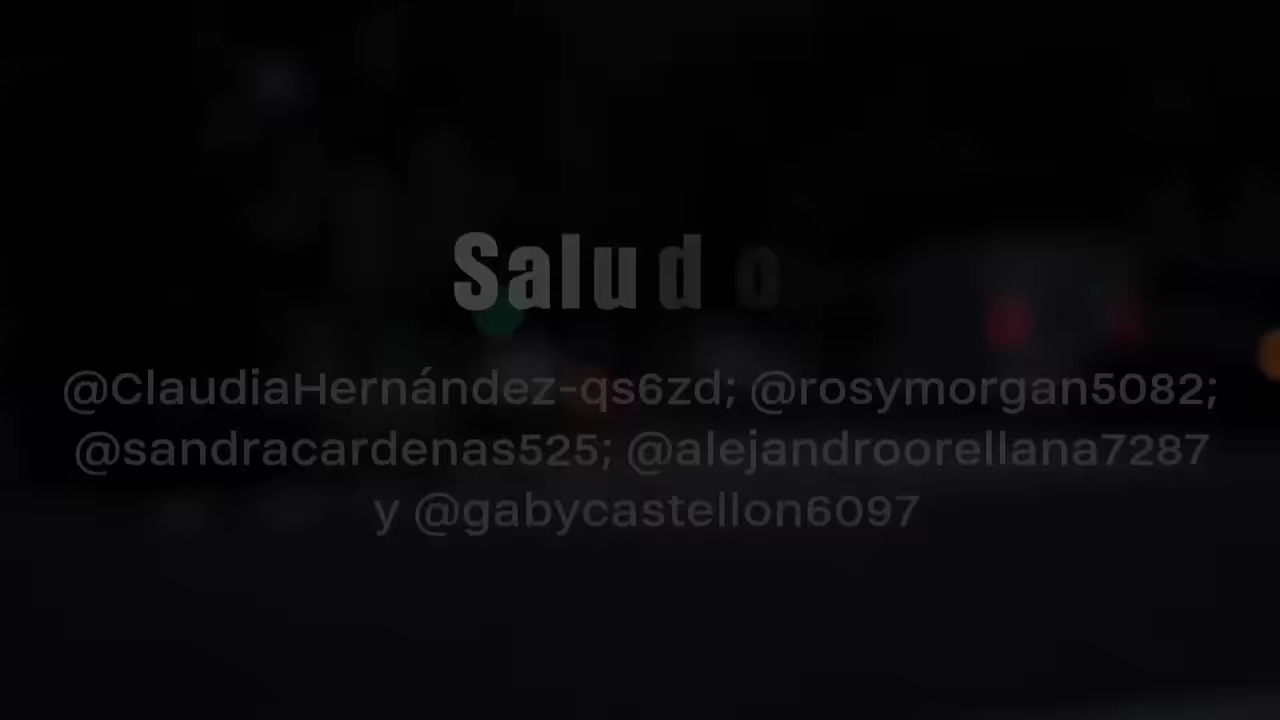 Saludo
@ClaudiaHernández-qs6zd; @rosymorgan5082;
@sandracardenas525; @alejandroorellana7287
y @gabycastellon6097